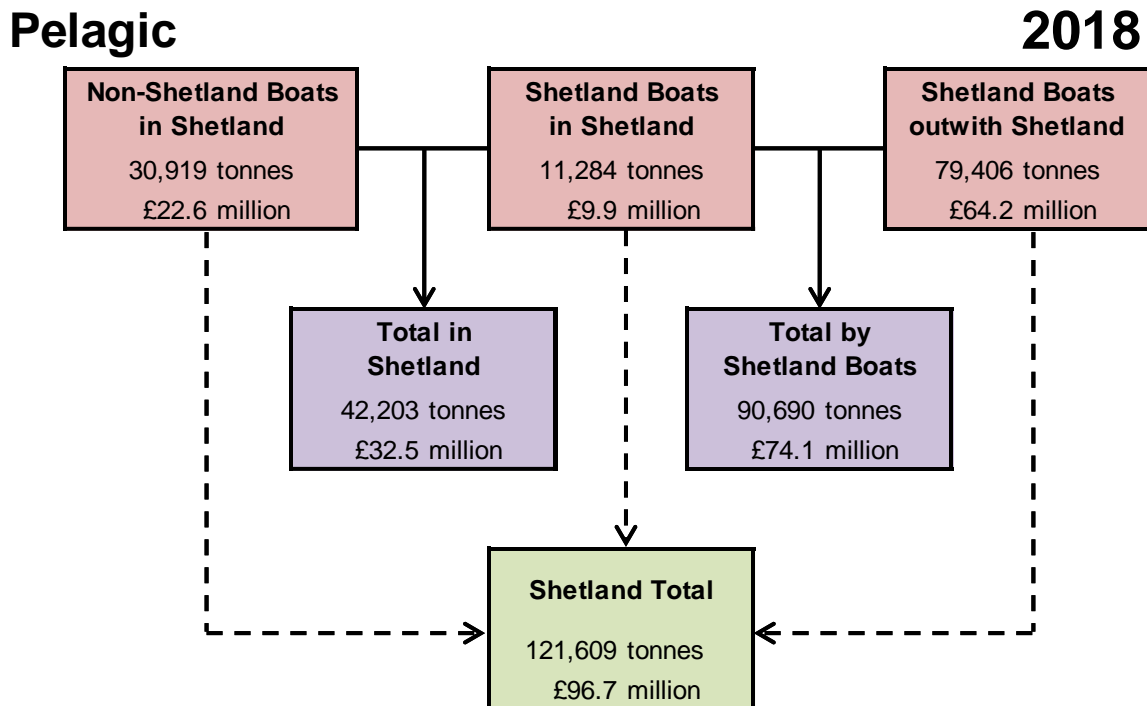 Pelagic
2018
Non-Shetland Boats
in Shetland
30,919 tonnes
£22.6 million
Shetland Boats
in Shetland
11,284 tonnes
£9.9 million
Shetland Boats
outwith Shetland
79,406 tonnes
£64.2 million
Total in
Shetland
42,203 tonnes
£32.5 million
Total by
Shetland Boats
90,690 tonnes
£74.1 million
Shetland Total
121,609 tonnes
£96.7 million